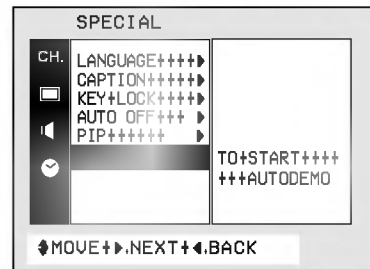 SPECIAL
CH.
LANGUAGE++++▶
CAPTION+++++▶
KEY+LOCK++++▶
AUTO OFF+++ ▶
PIP++++++ ▶
TO+START++++
+++AUTODEMO
◆MOVE+▶,NEXT+◀,BACK